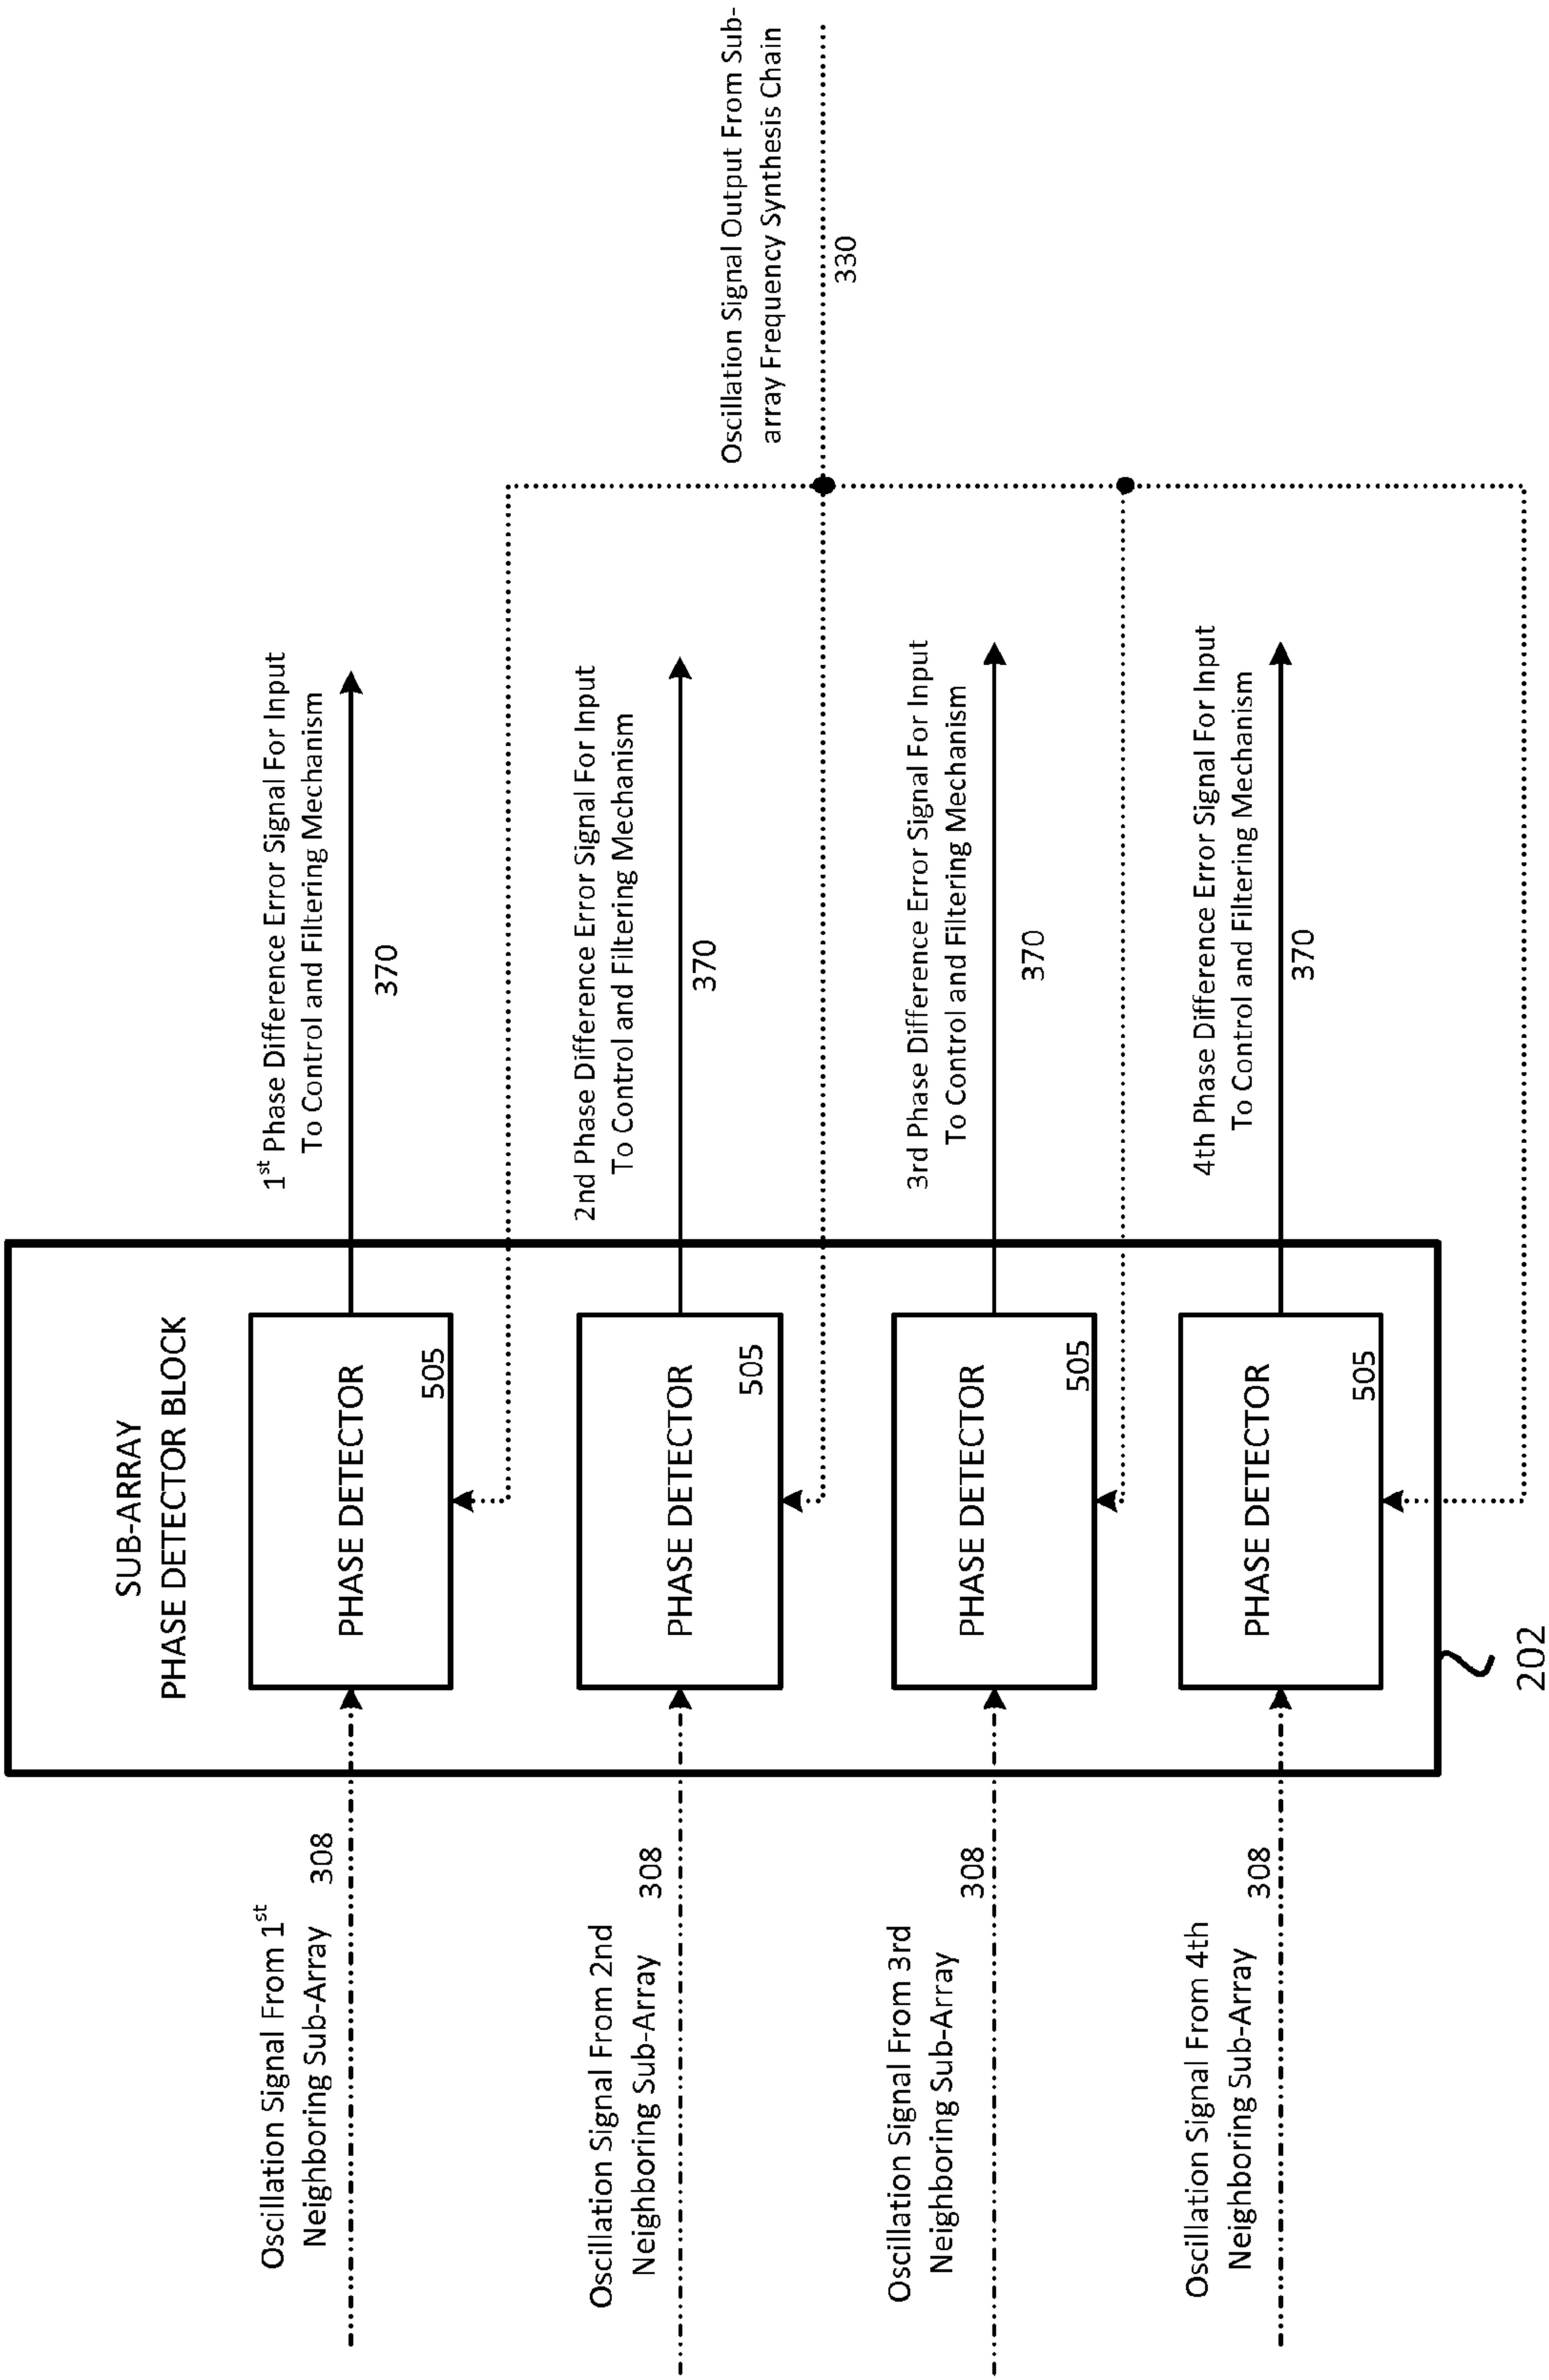 SUB-ARRAY
PHASE DETECTOR BLOCK
Oscillation Signal From 1st
Neighboring Sub-Array
308
PHASE DETECTOR
505
1st Phase Difference Error Signal For Input
To Control and Filtering Mechanism
370
Oscillation Signal From 2nd
Neighboring Sub-Array
308
PHASE DETECTOR
505
2nd Phase Difference Error Signal For Input
To Control and Filtering Mechanism
370
Oscillation Signal Output From Sub-
array Frequency Synthesis Chain
330
Oscillation Signal From 3rd
Neighboring Sub-Array
308
PHASE DETECTOR
505
3rd Phase Difference Error Signal For Input
To Control and Filtering Mechanism
370
Oscillation Signal From 4th
Neighboring Sub-Array
308
PHASE DETECTOR
505
4th Phase Difference Error Signal For Input
To Control and Filtering Mechanism
370
202